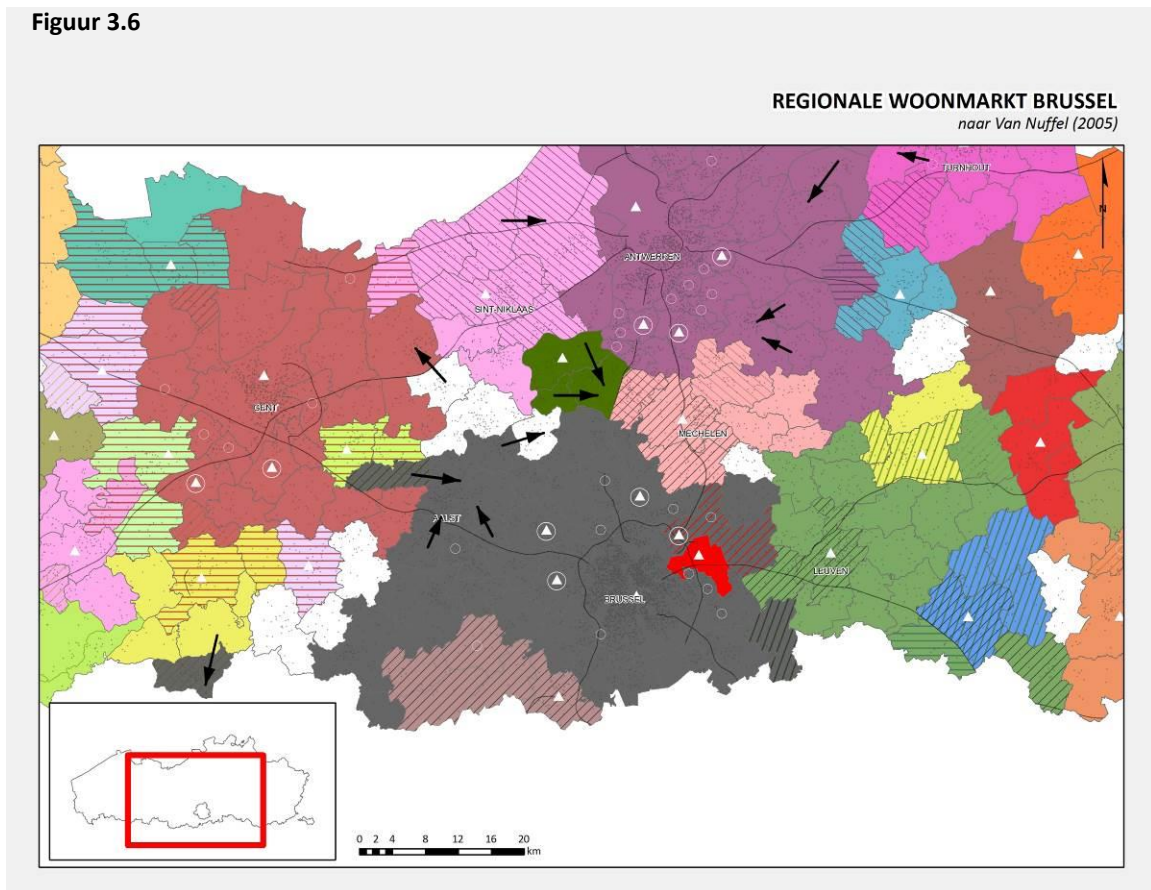 Figuur 3.6
REGIONALE WOONMARKT BRUSSEL
naar Van Nuffel (2005)
TURNHOUT
N
ANTWERPEN
SINT-NIKLAAS
GENT
MECHELEN
AALST
LEUVEN
BRUSSEL
0 2 4 8 12 16 20
km